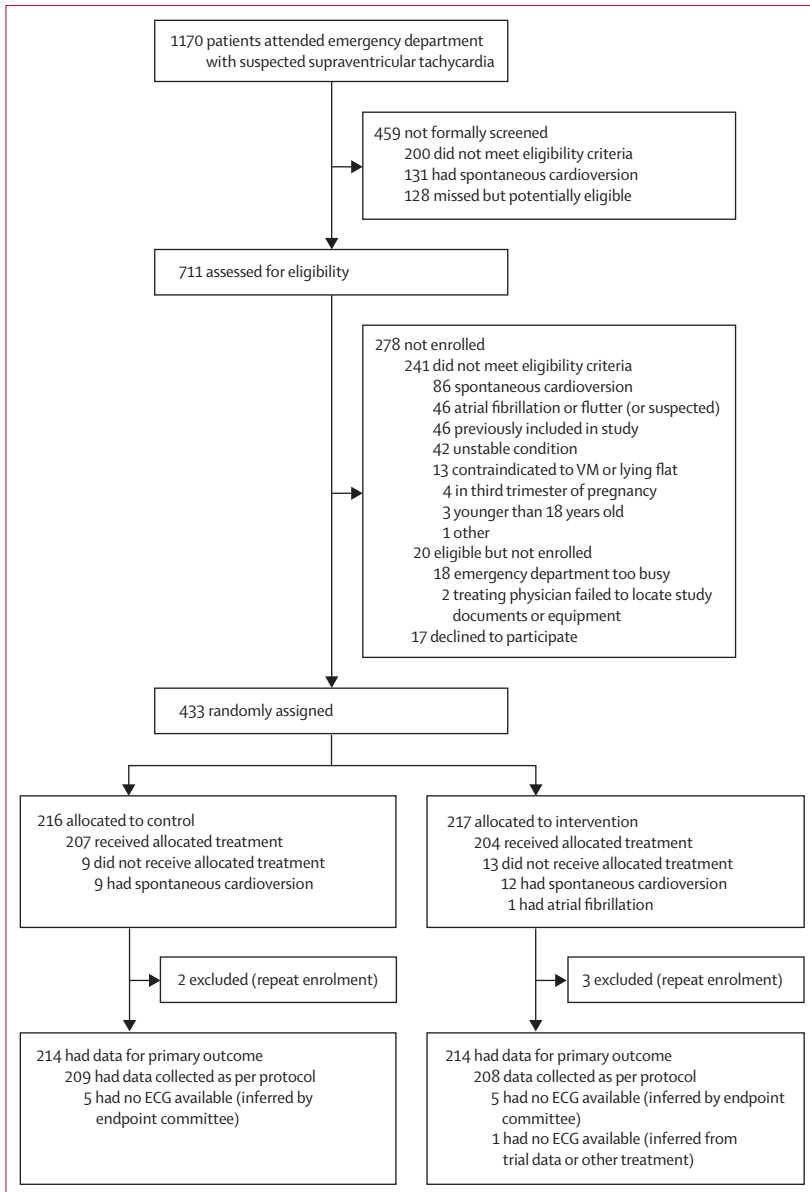 1170 patients attended emergency department
with suspected supraventricular tachycardia
459 not formally screened
200 did not meet eligibility criteria
131 had spontaneous cardioversion
128 missed but potentially eligible
711 assessed for eligibility
278 not enrolled
241 did not meet eligibility criteria
86 spontaneous cardioversion
46 atrial fibrillation or flutter (or suspected)
46 previously included in study
42 unstable condition
13 contraindicated to VM or lying flat
4 in third trimester of pregnancy
3 younger than 18 years old
1 other
20 eligible but not enrolled
18 emergency department too busy
2 treating physician failed to locate study
documents or equipment
17 declined to participate
433 randomly assigned
216 allocated to control
207 received allocated treatment
9 did not receive allocated treatment
9 had spontaneous cardioversion
217 allocated to intervention
204 received allocated treatment
13 did not receive allocated treatment
12 had spontaneous cardioversion
1 had atrial fibrillation
2 excluded (repeat enrolment)
3 excluded (repeat enrolment)
214 had data for primary outcome
209 had data collected as per protocol
5 had no ECG available (inferred by
endpoint committee)
214 had data for primary outcome
208 data collected as per protocol
5 had no ECG available (inferred by endpoint
committee)
1 had no ECG available (inferred from
trial data or other treatment)